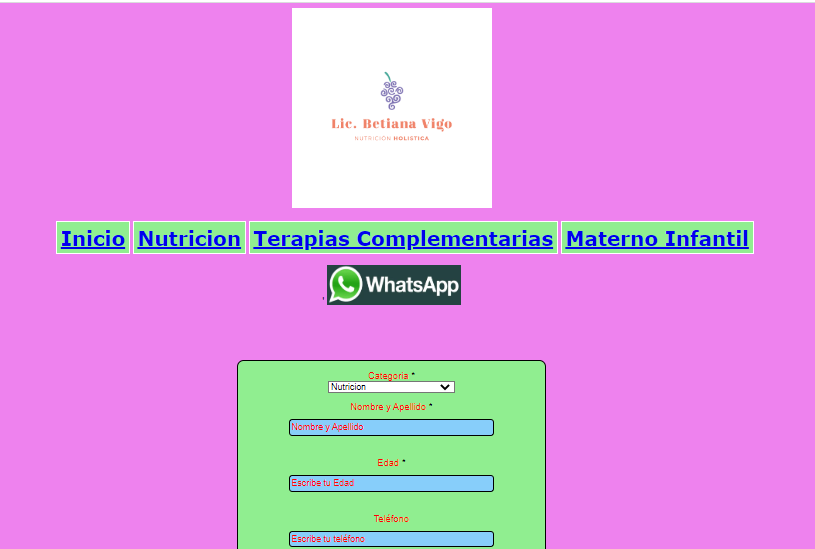 Lic. Betiana Vigo
NUTRICION HOLISTICA
Inicio Nutricion Terapias Complementarias Materno Infantil
, WhatsApp
Categoria *
Nutricion
Nombre y Apellido *
Nombre y Apellido
Edad *
Escribe tu Edad
Teléfono
Escribe tu teléfono